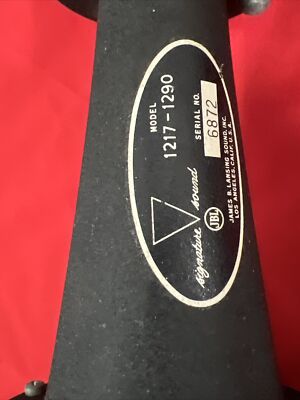 MODEL
1217-1290
SERIAL NO.
6872
signature sound
JBL
JAMES B. LANSING SOUND, INC.
LOS ANGELES, CALIF., U.S.A.